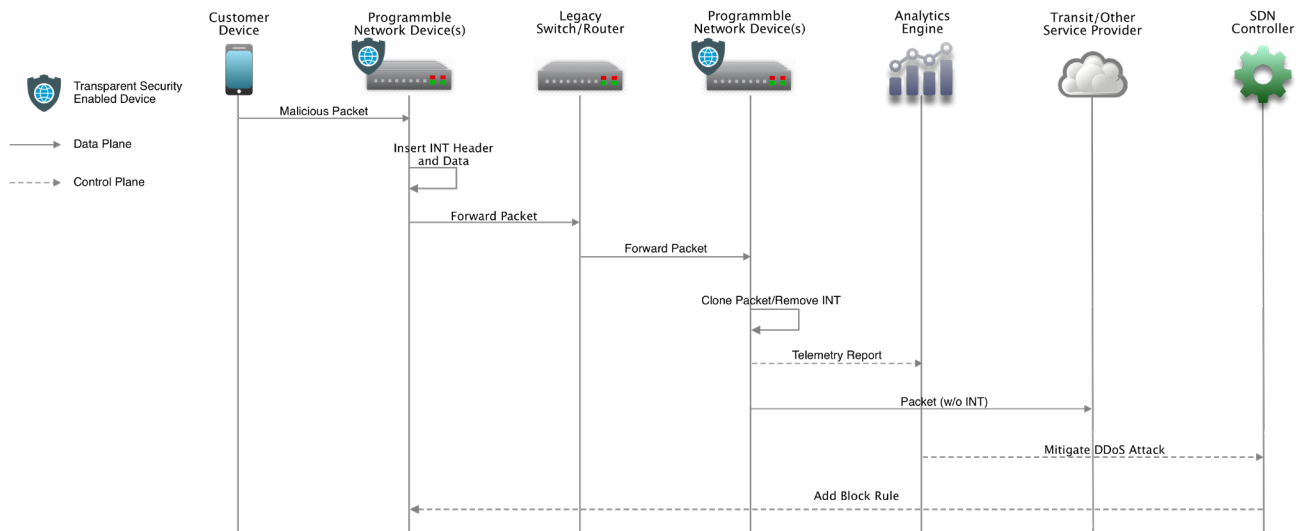 Customer
Device
Programmble
Network Device(s)
Legacy
Switch/Router
Programmble
Network Device(s)
Analytics
Engine
Transit/Other
Service Provider
SDN
Controller
Transparent Security
Enabled Device
Data Plane
Control Plane
Malicious Packet
Insert INT Header
and Data
Forward Packet
Forward Packet
Clone Packet/Remove INT
Telemetry Report
Packet (w/o INT)
Mitigate DDoS Attack
Add Block Rule